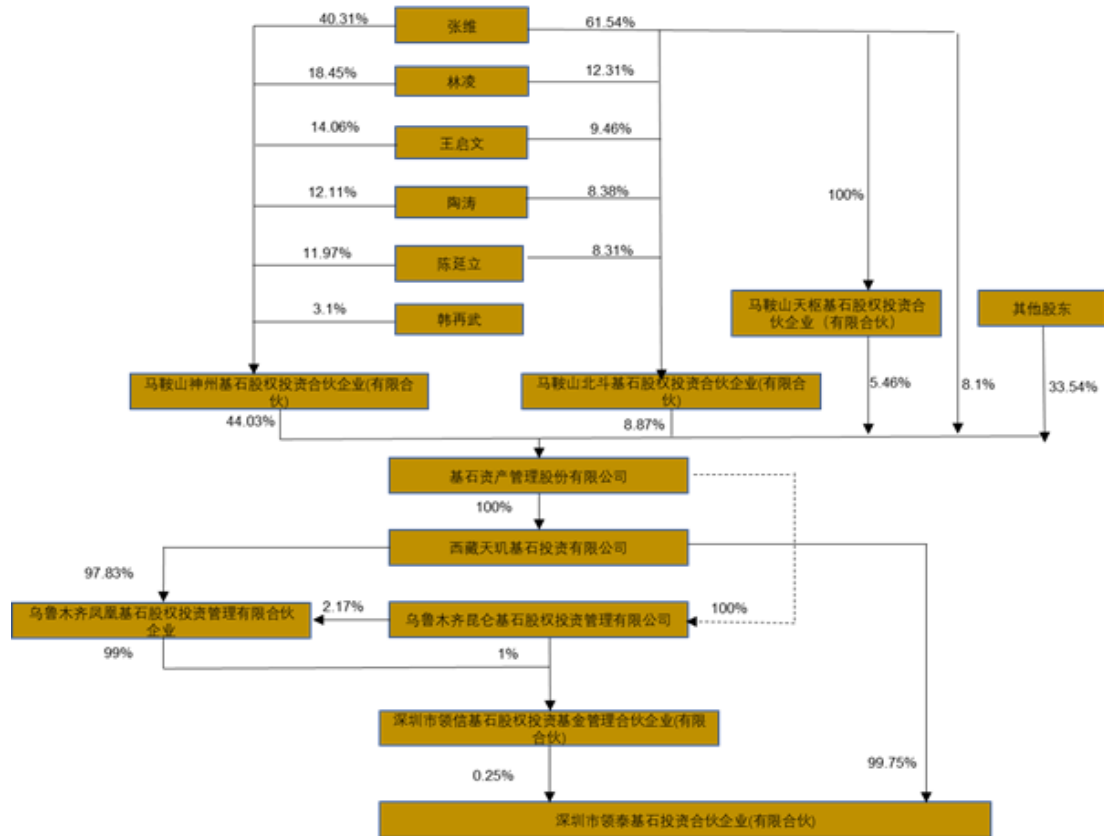 40.31%
张维
61.54%
18.45%
林凌
12.31%
14.06%
王启文
9.46%
12.11%
陶涛
8.38%
100%
11.97%
陈延立
8.31%
3.1%
韩再武
马鞍山天枢基石股权投资合
伙企业（有限合伙）
其他股东
马鞍山神州基石股权投资合伙企业(有限合
伙)
马鞍山北斗基石股权投资合伙企业(有限合
伙)
5.46%
8.1%
33.54%
44.03%
8.87%
基石资产管理股份有限公司
100%
西藏天玑基石投资有限公司
97.83%
乌鲁木齐凤凰基石股权投资管理有限合伙
企业
2.17%
乌鲁木齐昆仑基石股权投资管理有限公司
100%
99%
1%
深圳市领信基石股权投资基金管理合伙企业(有限
合伙)
0.25%
99.75%
深圳市领泰基石投资合伙企业(有限合伙)